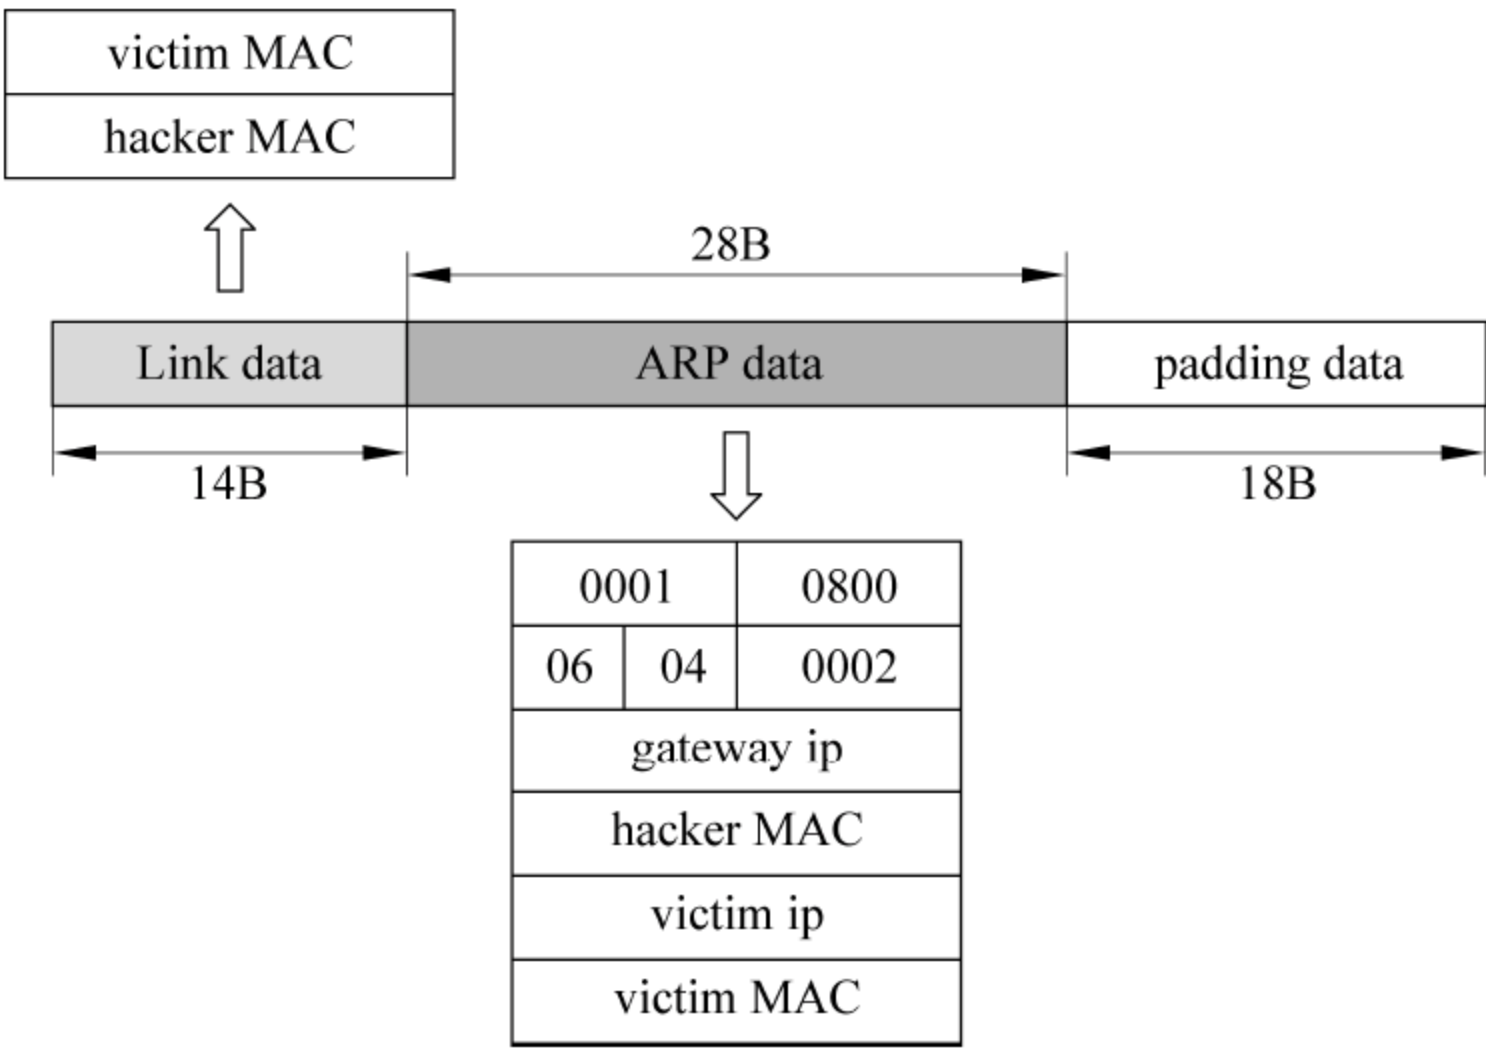 victim MAC
hacker MAC
28B
Link data ARP data padding data
14B 18B
0001 0800
06 04 0002
gateway ip
hacker MAC
victim ip
victim MAC